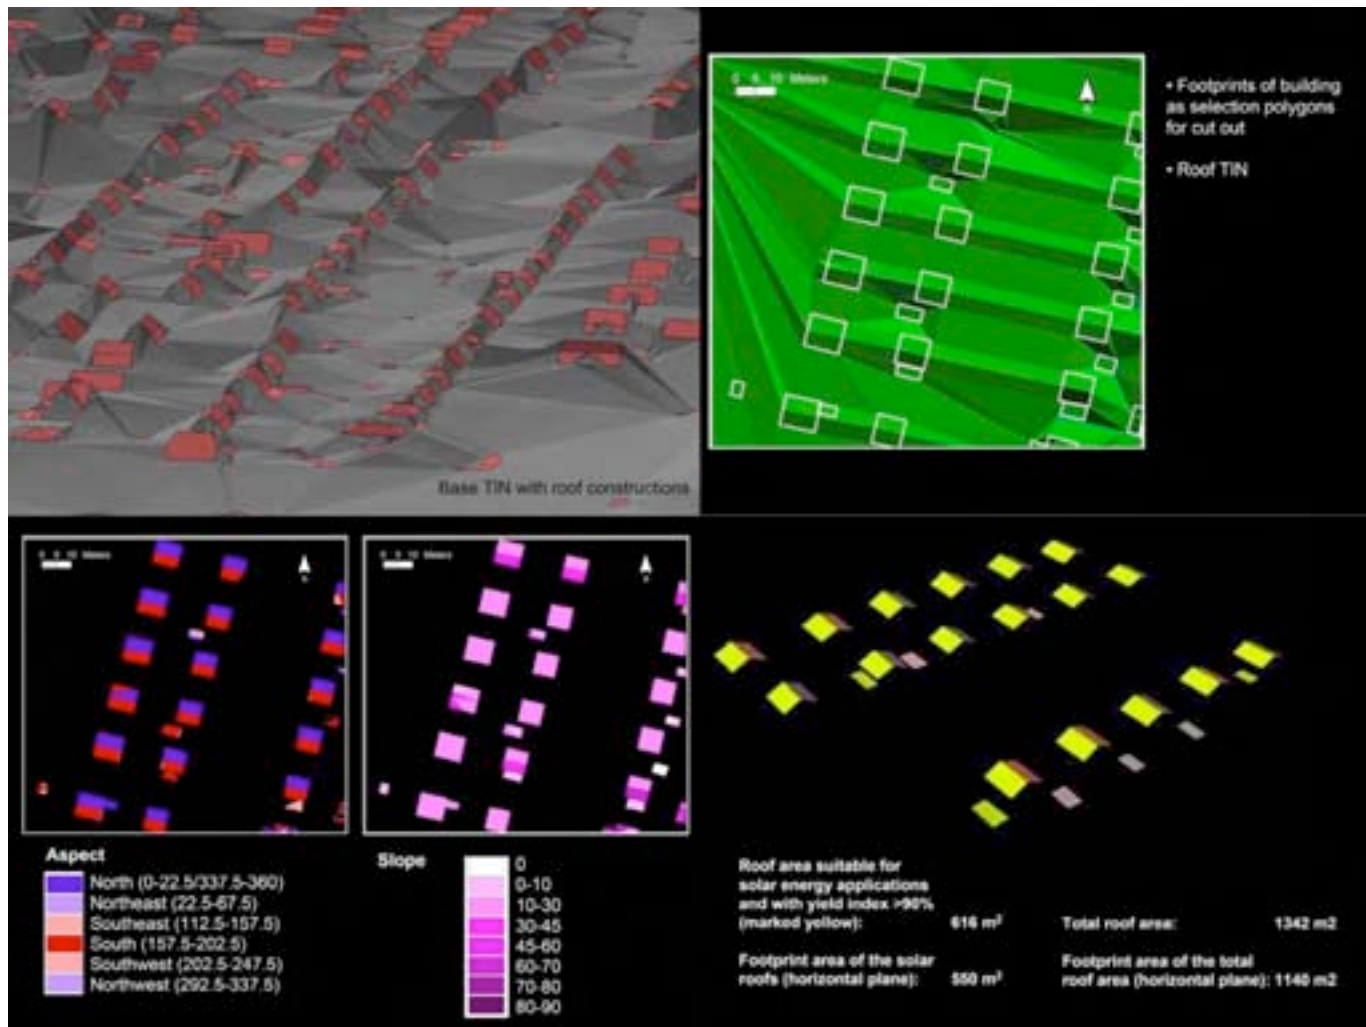 Base TIN with roof constructions
0 5 10 Meters
• Footprints of building
as selection polygons
for cut out
• Roof TIN
0 5 10 Meters
0 5 10 Meters
Aspect
North (0-22.5/337.5-360)
Northeast (22.5-67.5)
Southeast (112.5-157.5)
South (157.5-202.5)
Southwest (202.5-247.5)
Northwest (292.5-337.5)
Slope
0
0-10
10-30
30-45
45-60
60-70
70-80
80-90
Roof area suitable for
solar energy applications
and with yield index >90%
(marked yellow): 616 m²
Total roof area: 1342 m2
Footprint area of the solar
roofs (horizontal plane): 550 m²
Footprint area of the total
roof area (horizontal plane): 1140 m2